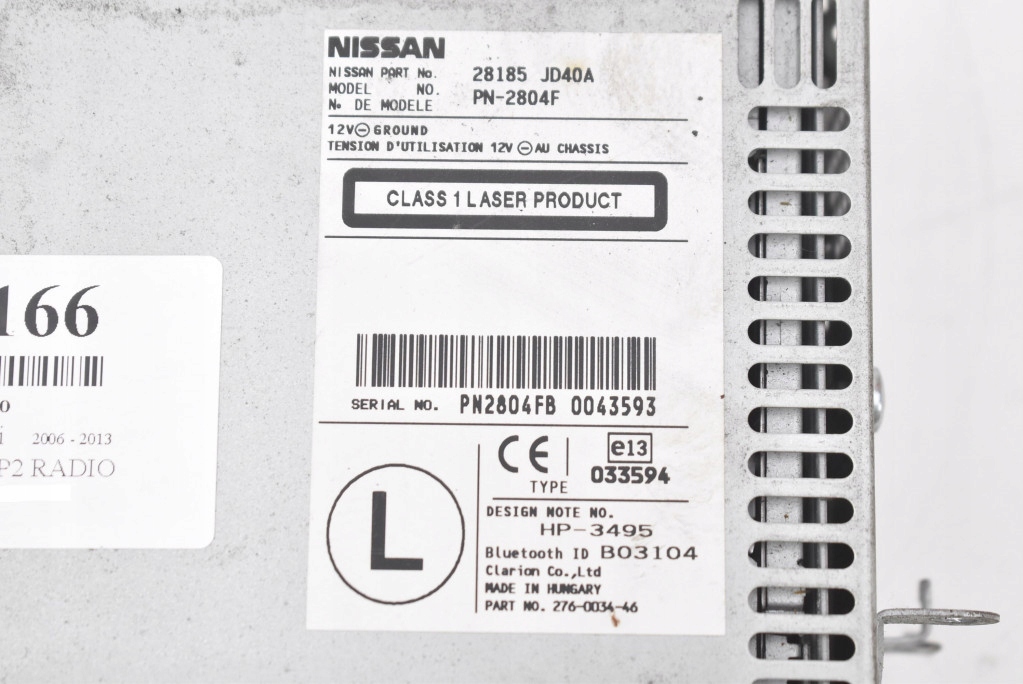 NISSAN
NISSAN PART No. 28185 JD40A
MODEL NO. PN-2804F
No DE MODELE
12V⊖GROUND
TENSION D'UTILISATION 12V ⊖AU CHASSIS
CLASS 1 LASER PRODUCT
SERIAL NO. PN2804FB 0043593
CE
TYPE
e13
033594
L
DESIGN NOTE NO.
HP-3495
Bluetooth ID B03104
Clarion Co.,Ltd
MADE IN HUNGARY
PART NO. 276-0034-46
166
2006 - 2013
P2 RADIO